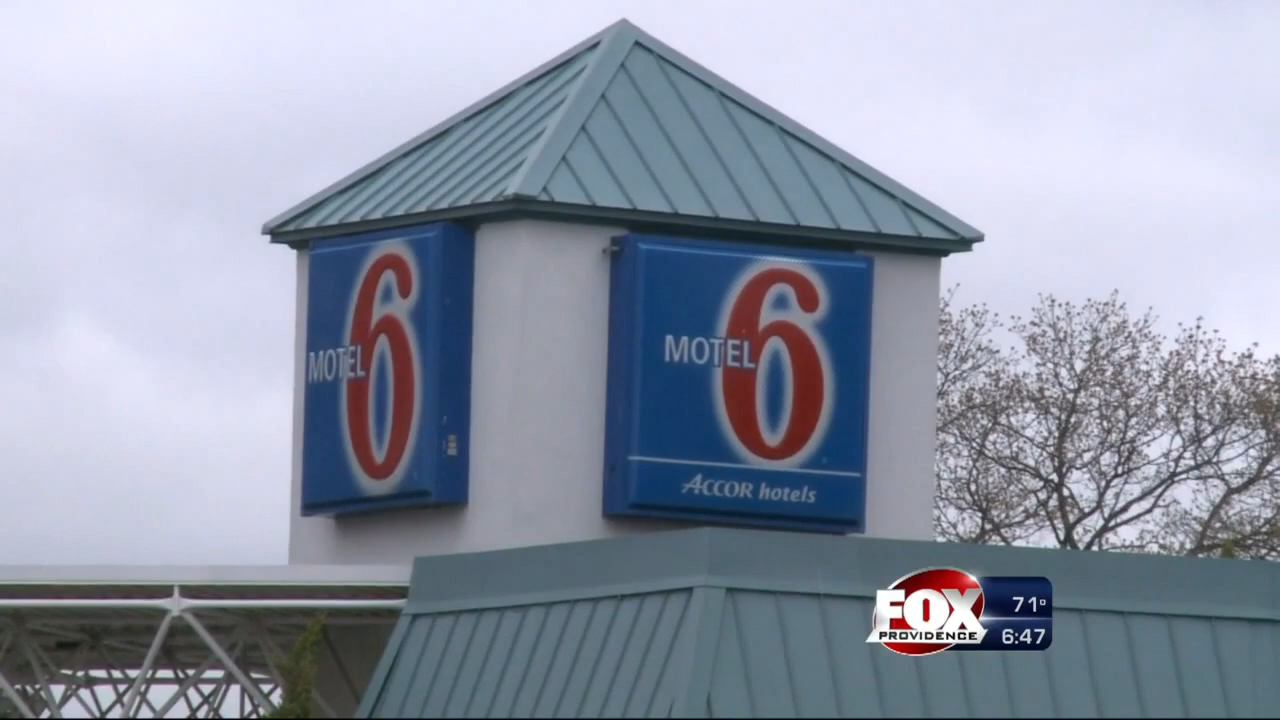 MOTEL 6
MOTEL 6
ACCOR hotels
FOX
PROVIDENCE
71°
6:47